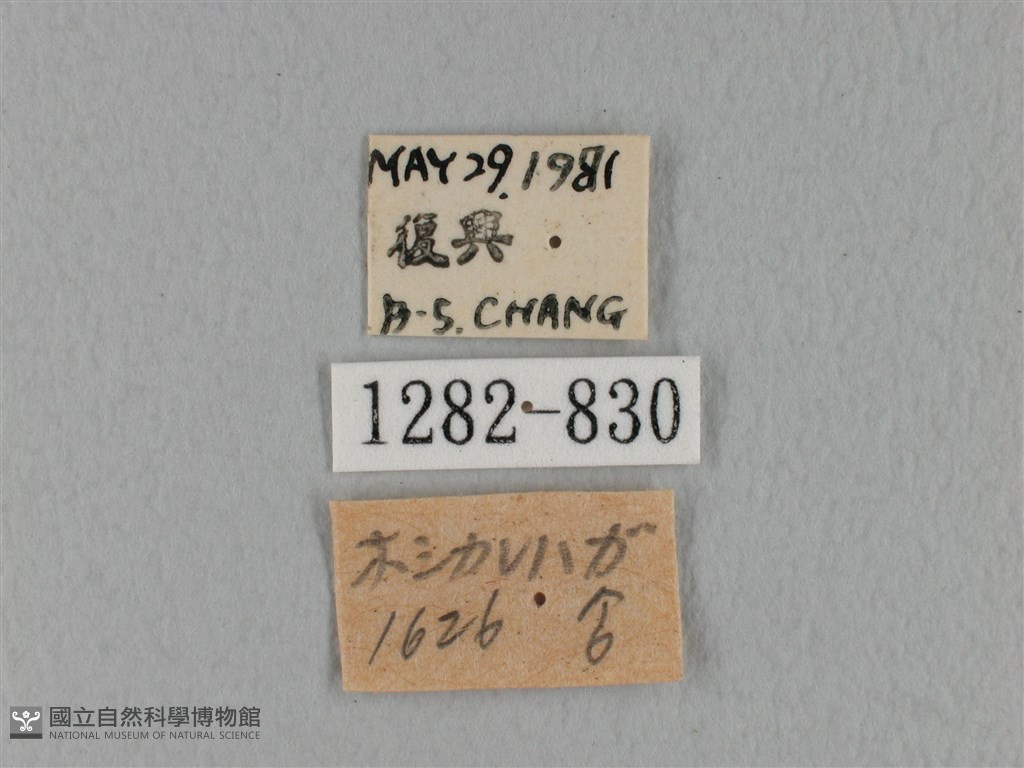 MAY 29. 1981
復興
B-S. CHANG
1282-830
ホシカレハガ
1626 ♂
國立自然科學博物館
NATIONAL MUSEUM OF NATURAL SCIENCE